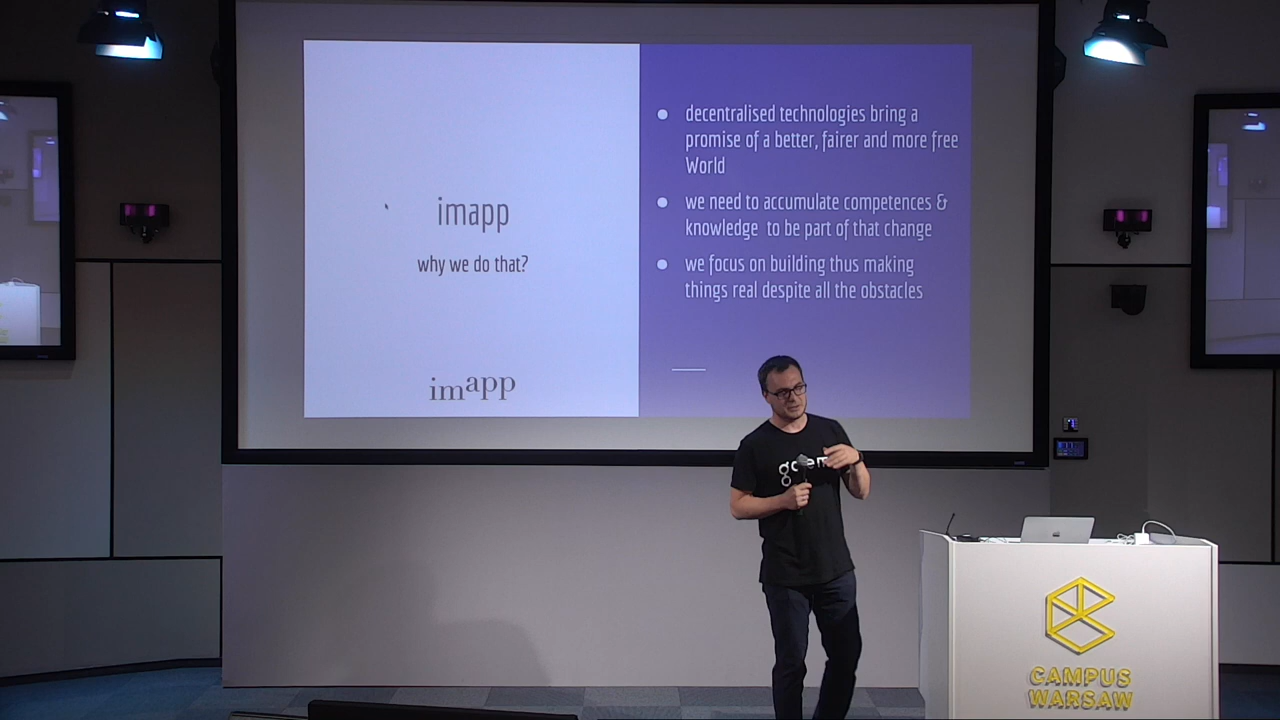 imapp
why we do that?
imapp
decentralised technologies bring a
promise of a better, fairer and more free
World
we need to accumulate competences &
knowledge to be part of that change
we focus on building thus making
things real despite all the obstacles
golem
CAMPUS
WARSAW